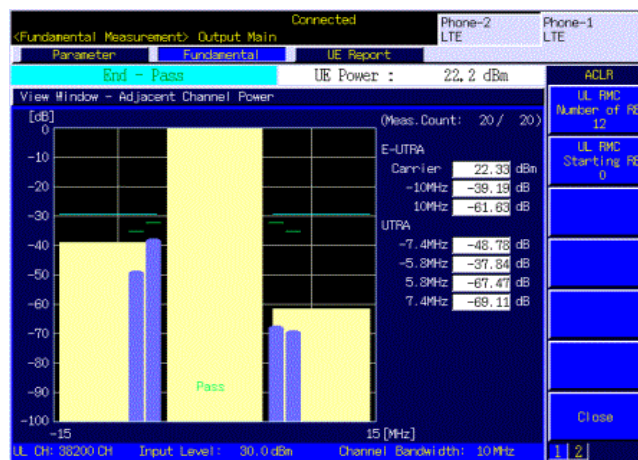 Connected
<Fundamental Measurement> Output Main
Phone-2
LTE
Phone-1
LTE
Parameter
Fundamental
UE Report
End - Pass
UE Power : 22.2 dBm
ACLR
View Window - Adjacent Channel Power
UL RMC
Number of RB
12
UL RMC
Starting RB
0
[dB]
(Meas.Count: 20/ 20)
0
-10
-20
-30
-40
-50
-60
-70
-80
-90
-100
E-UTRA
Carrier 22.33 dBm
-10MHz -39.19 dB
10MHz -61.63 dB
UTRA
-7.4MHz -48.78 dB
-5.8MHz -37.84 dB
5.8MHz -67.47 dB
7.4MHz -69.11 dB
Pass
-15
15 [MHz]
Close
UL CH: 38200 CH Input Level: 30.0 dBm Channel Bandwidth: 10 MHz
1 2